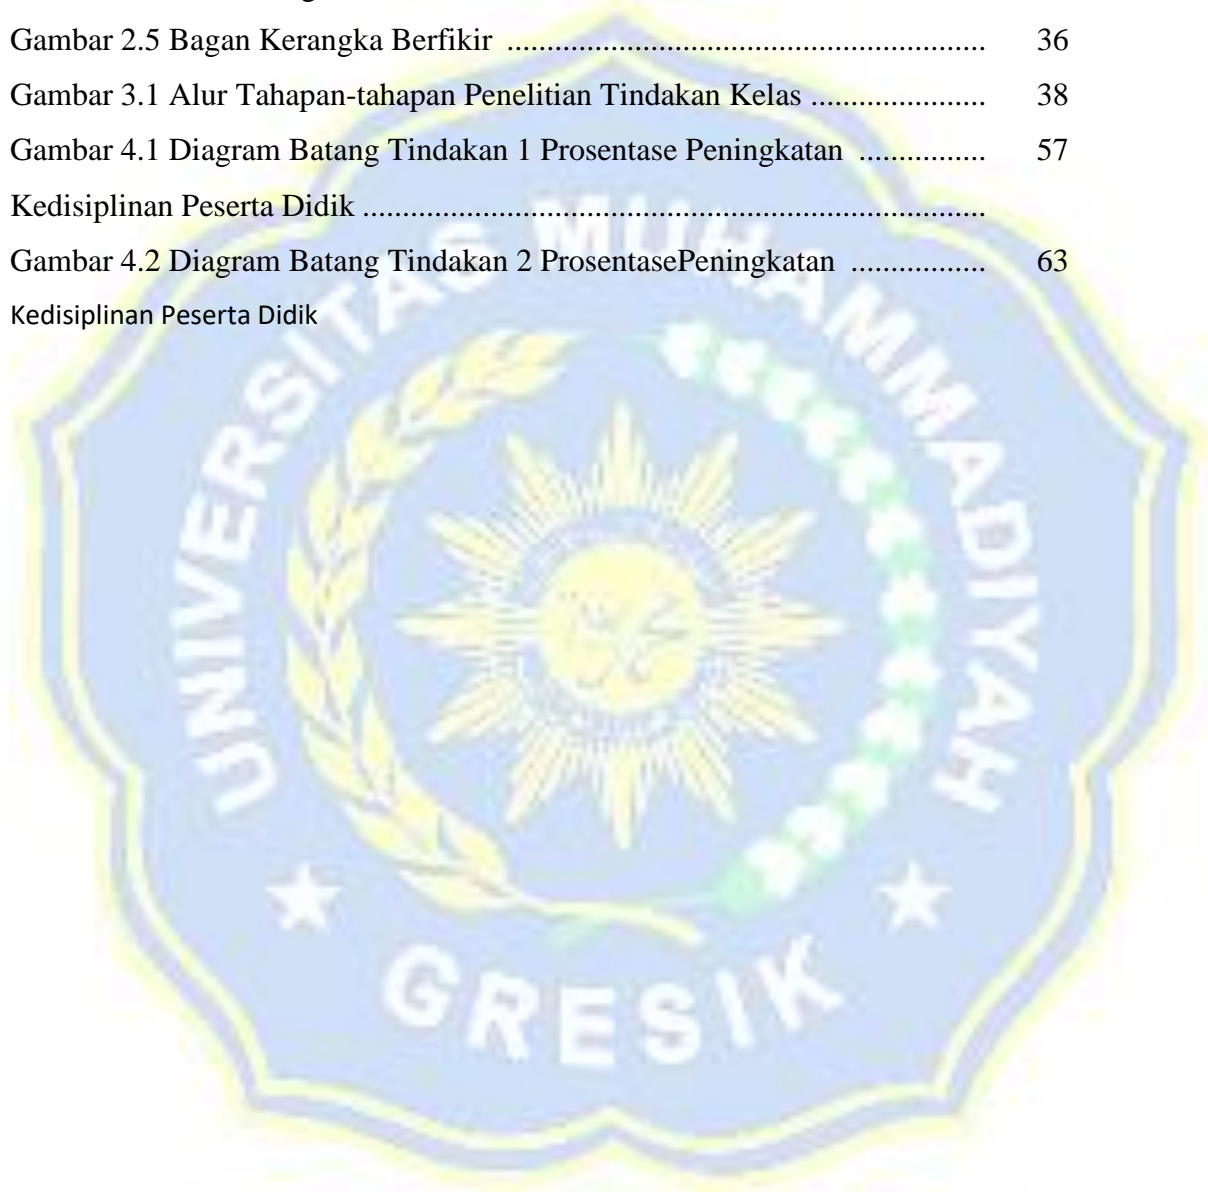 Gambar 2.5 Bagan Kerangka Berfikir ........................................................ 36
Gambar 3.1 Alur Tahapan-tahapan Penelitian Tindakan Kelas ..................... 38
Gambar 4.1 Diagram Batang Tindakan 1 Prosentase Peningkatan ............... 57
Kedisiplinan Peserta Didik ..........................................................................
Gambar 4.2 Diagram Batang Tindakan 2 ProsentasePeningkatan ................ 63
Kedisiplinan Peserta Didik
UNIVERSITAS MUHAMMADIYAH
GRESIK